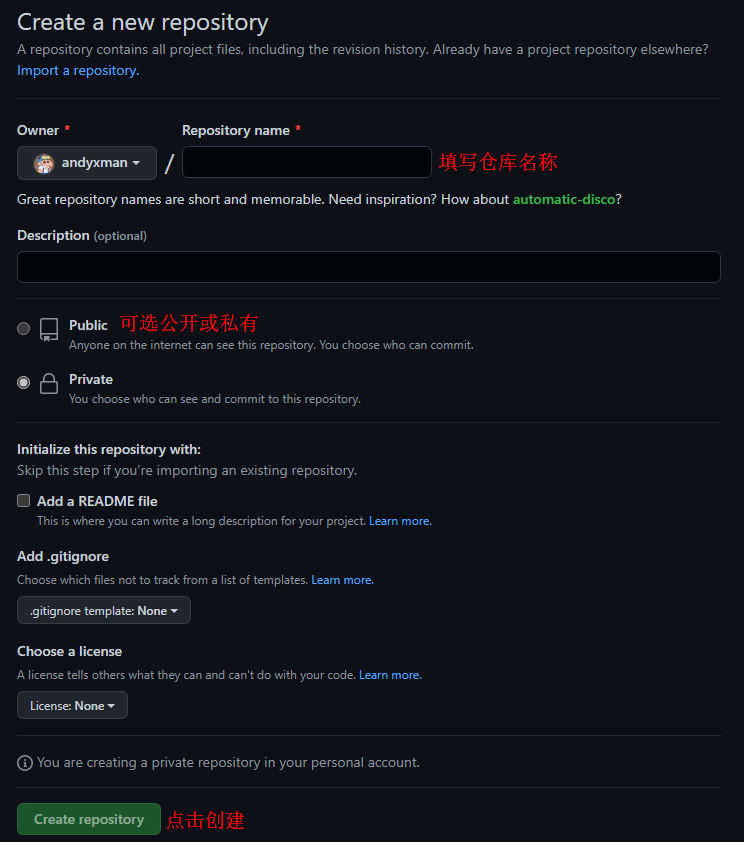 Create a new repository
A repository contains all project files, including the revision history. Already have a project repository elsewhere?
Import a repository.
Owner * Repository name *
andyxman / 填写仓库名称
Great repository names are short and memorable. Need inspiration? How about automatic-disco?
Description (optional)
Public 可选公开或私有
Anyone on the internet can see this repository. You choose who can commit.
Private
You choose who can see and commit to this repository.
Initialize this repository with:
Skip this step if you’re importing an existing repository.
Add a README file
This is where you can write a long description for your project. Learn more.
Add .gitignore
Choose which files not to track from a list of templates. Learn more.
.gitignore template: None
Choose a license
A license tells others what they can and can't do with your code. Learn more.
License: None
You are creating a private repository in your personal account.
Create repository 点击创建